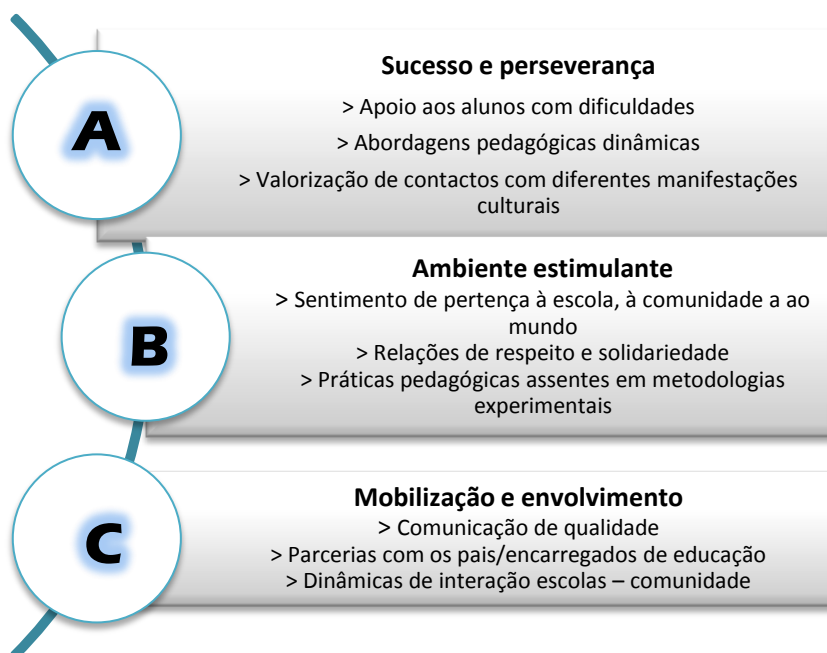 A
Sucesso e perseverança
> Apoio aos alunos com dificuldades
> Abordagens pedagógicas dinâmicas
> Valorização de contactos com diferentes manifestações
culturais
B
Ambiente estimulante
> Sentimento de pertença à escola, à comunidade a ao
mundo
> Relações de respeito e solidariedade
> Práticas pedagógicas assentes em metodologias
experimentais
C
Mobilização e envolvimento
> Comunicação de qualidade
> Parcerias com os pais/encarregados de educação
> Dinâmicas de interação escolas – comunidade